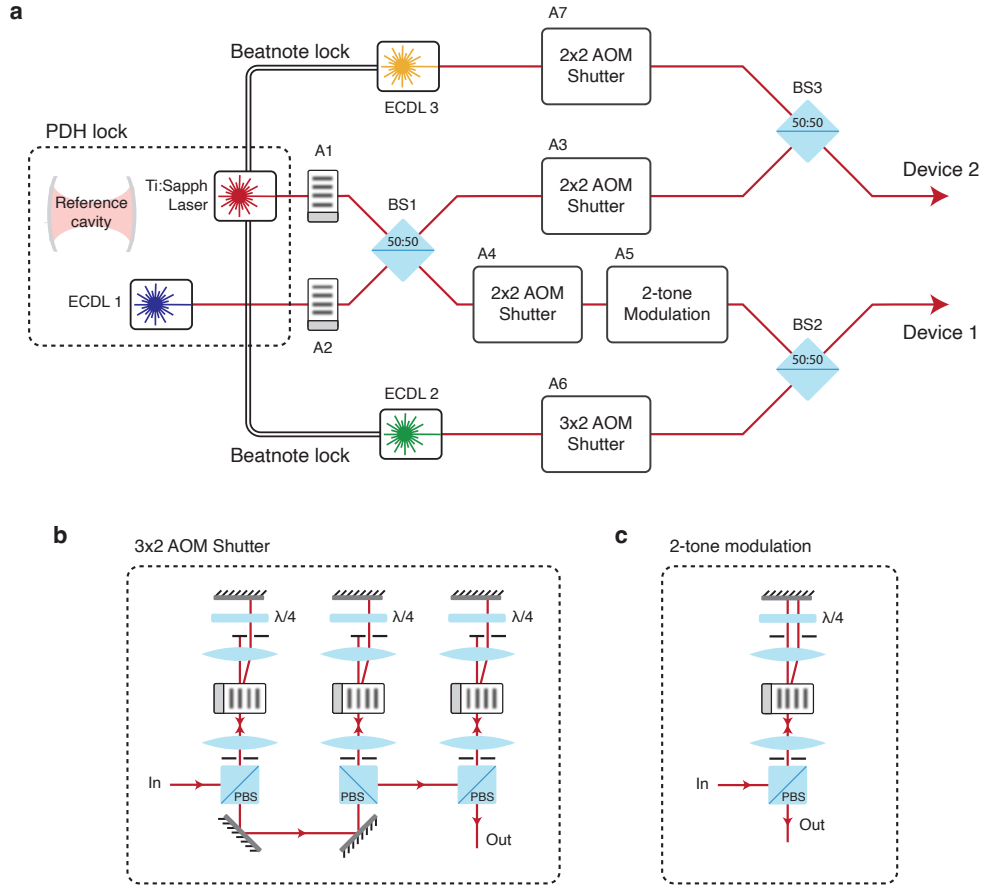 a
A7
Beatnote lock
2x2 AOM
Shutter
ECDL 3
BS3
50:50
PDH lock
A1
A3
Ti:Sapph
Laser
Reference
cavity
BS1
50:50
2x2 AOM
Shutter
Device 2
A4
A5
ECDL 1
2x2 AOM
Shutter
2-tone
Modulation
BS2
50:50
Device 1
A2
A6
ECDL 2
3x2 AOM
Shutter
Beatnote lock
b
3x2 AOM Shutter
λ/4
λ/4
λ/4
In
PBS
PBS
PBS
Out
c
2-tone modulation
λ/4
In
PBS
Out